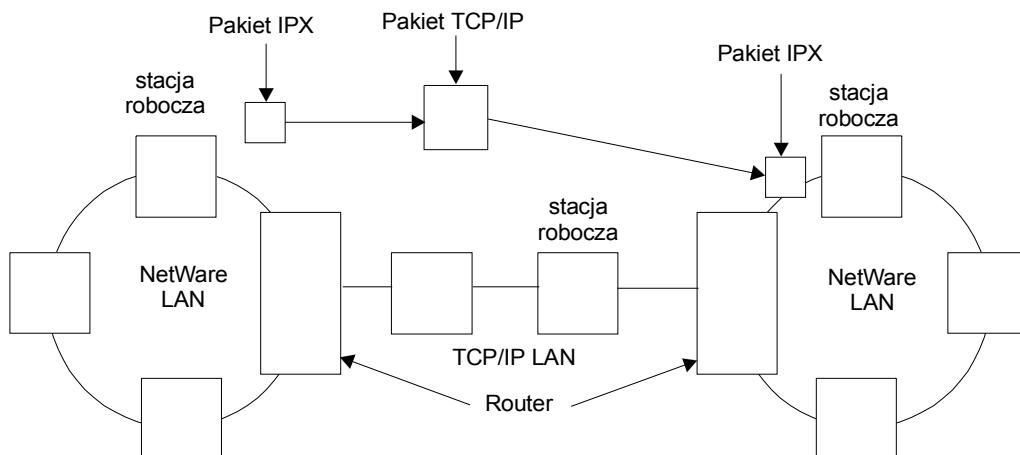 Pakiet IPX
Pakiet TCP/IP
Pakiet IPX
stacja
robocza
stacja
robocza
stacja
robocza
NetWare
LAN
NetWare
LAN
TCP/IP LAN
Router